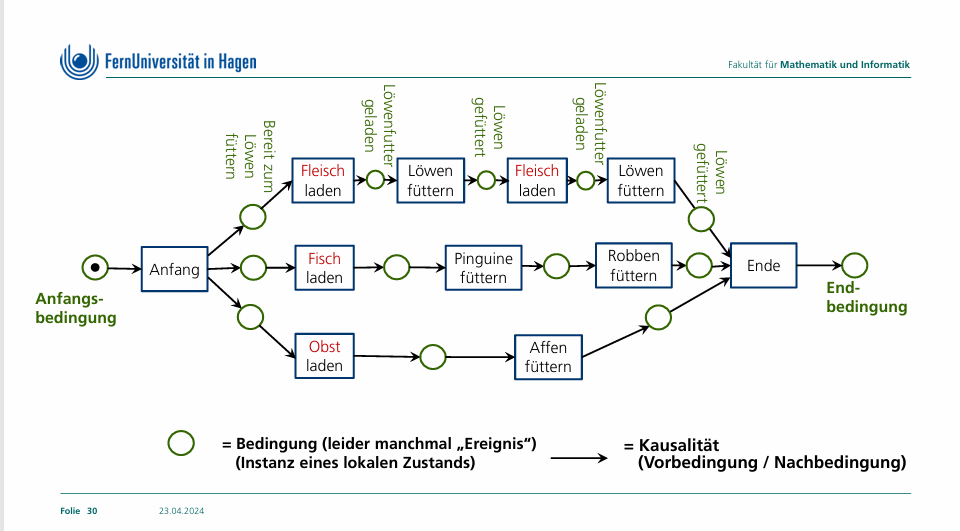 FernUniversität in Hagen
Fakultät für Mathematik und Informatik
Bereit zum
Löwen
füttern
Löwenfutter
geladen
Löwen
gefüttert
Löwenfutter
geladen
Löwen
gefüttert
Fleisch
laden
Löwen
füttern
Fleisch
laden
Löwen
füttern
Anfang
Fisch
laden
Pinguine
füttern
Robben
füttern
Ende
Anfangs-
bedingung
End-
bedingung
Obst
laden
Affen
füttern
= Bedingung (leider manchmal „Ereignis“)
(Instanz eines lokalen Zustands)
= Kausalität
(Vorbedingung / Nachbedingung)
Folie 30
23.04.2024